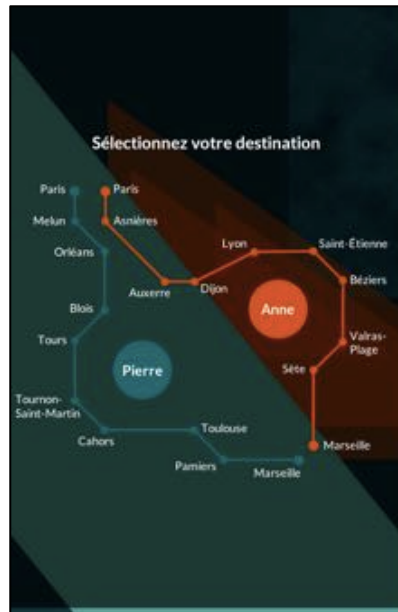 Sélectionnez votre destination
Paris
Paris
Melun
Asnières
Orléans
Lyon
Saint-Étienne
Auxerre
Dijon
Béziers
Blois
Anne
Tours
Valras-
Plage
Pierre
Sète
Tournon-
Saint-Martin
Cahors
Toulouse
Pamiers
Marseille
Marseille